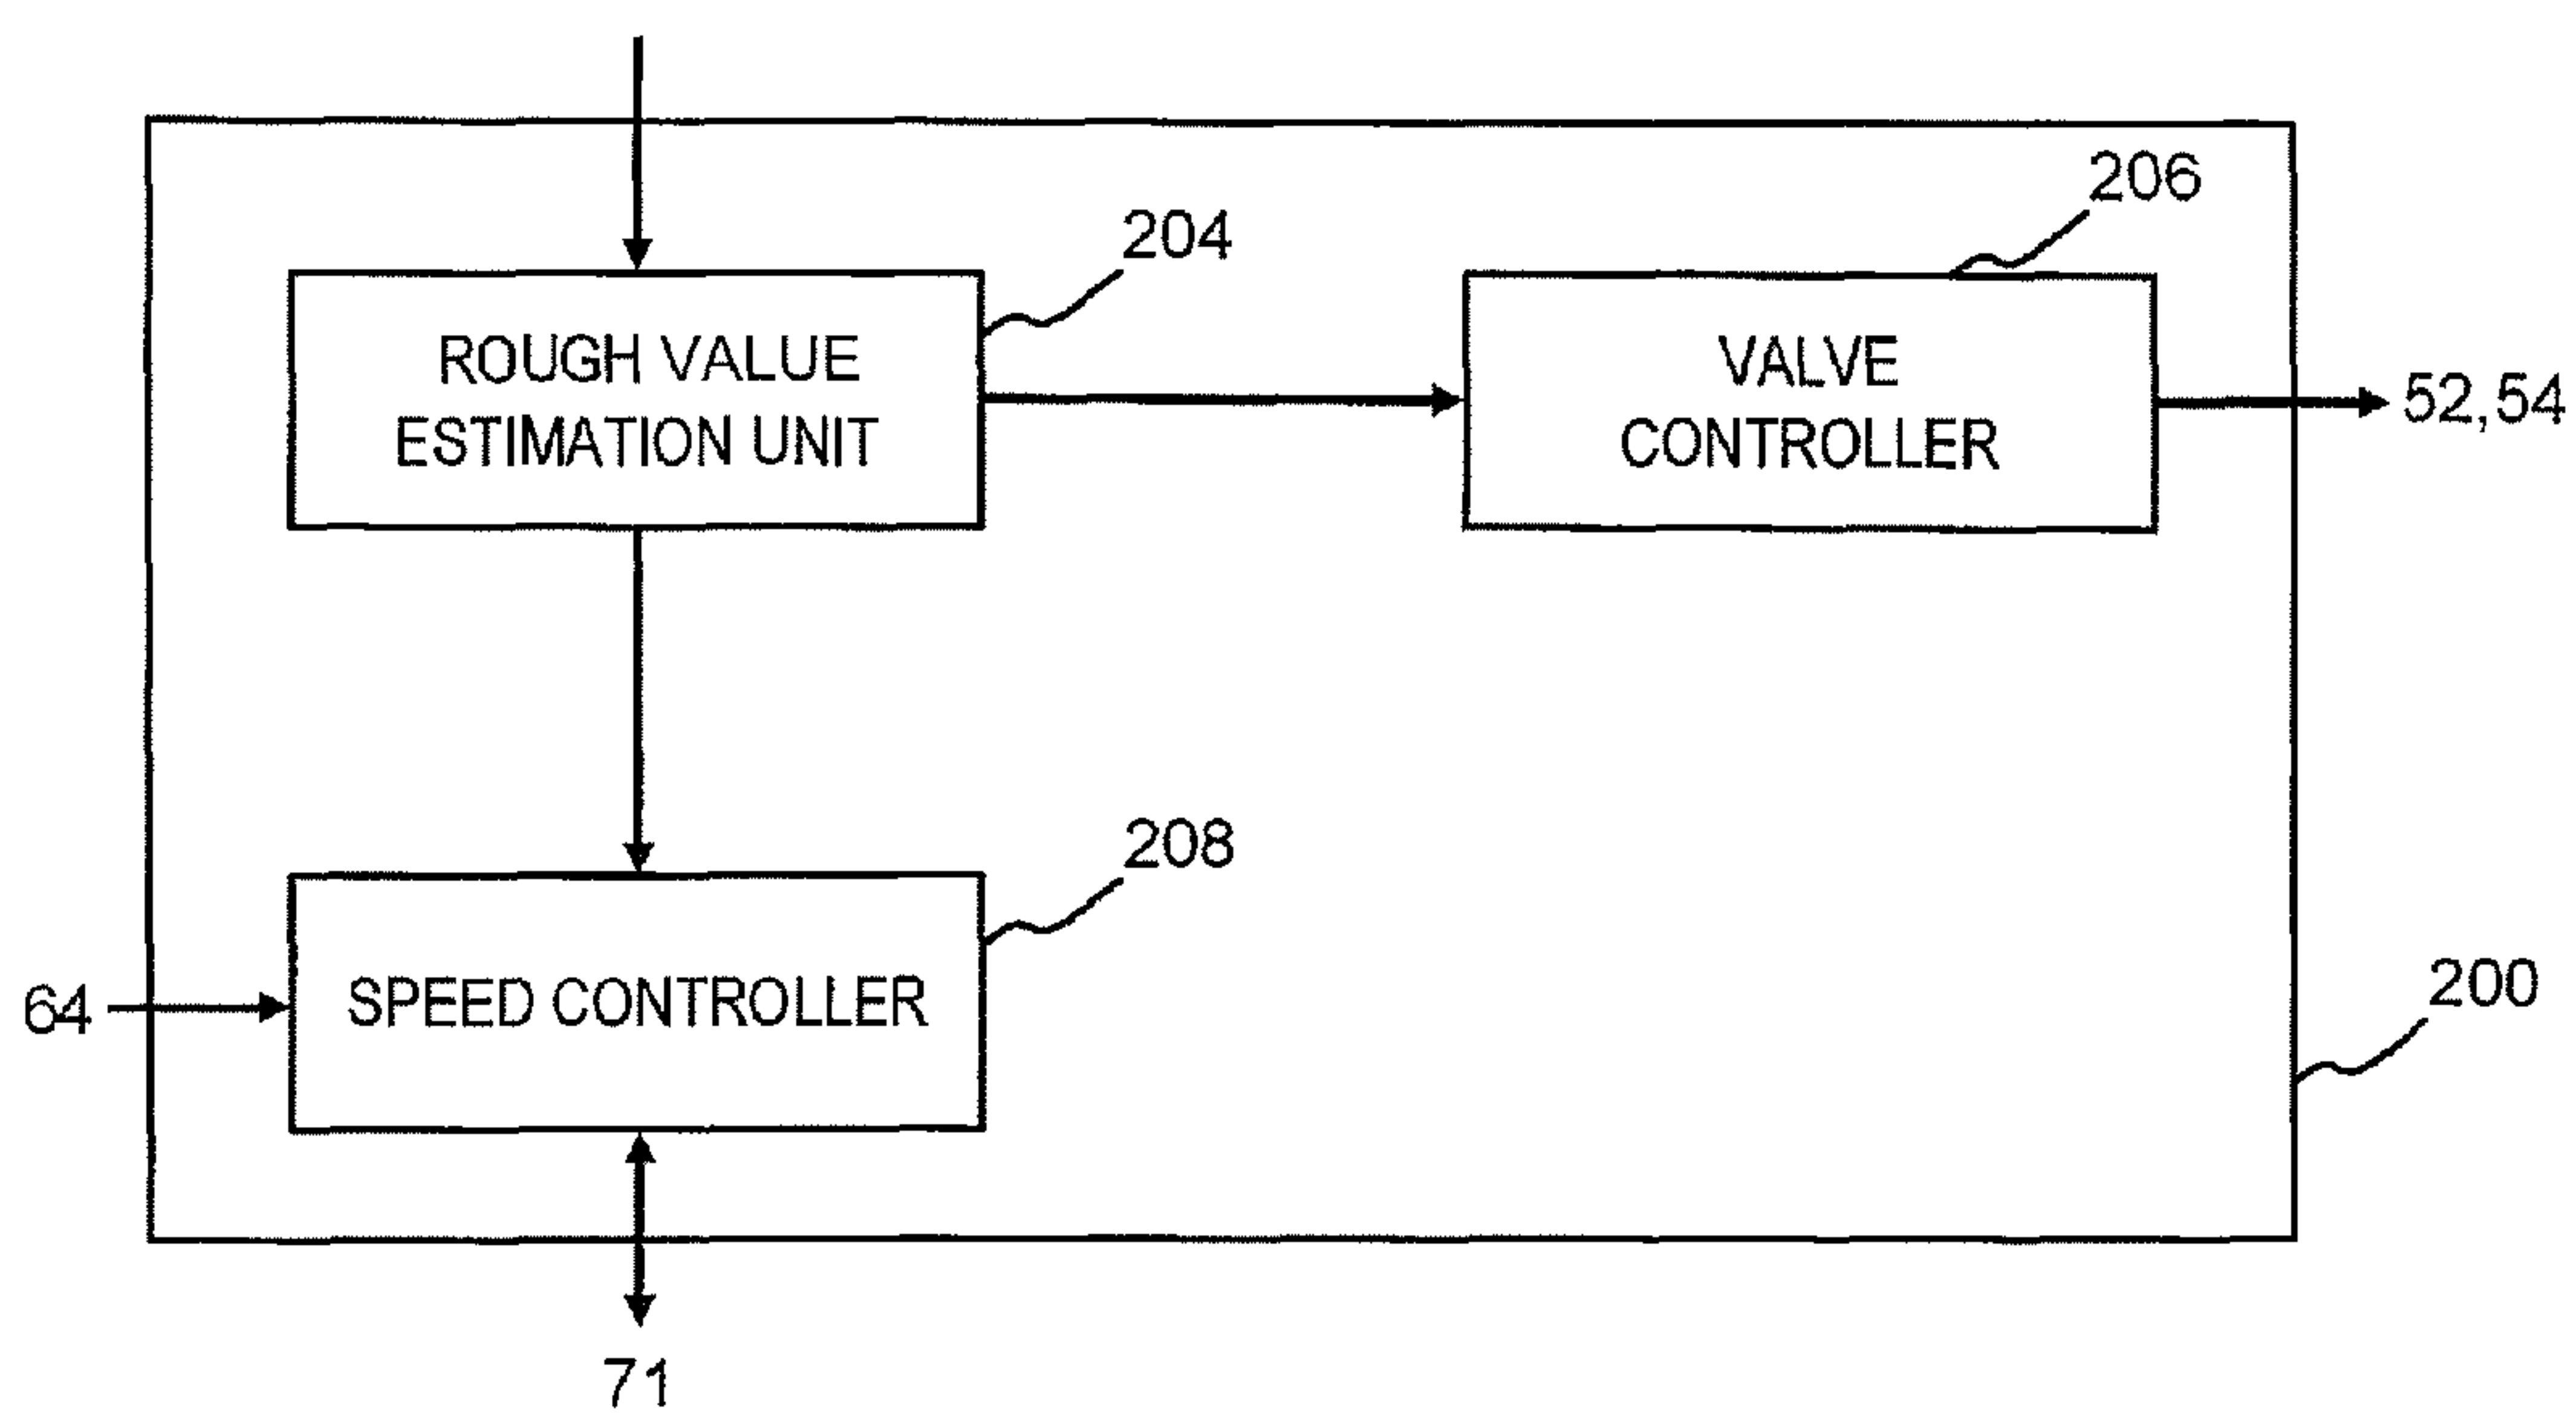 206
204
ROUGH VALUE
ESTIMATION UNIT
VALVE
CONTROLLER
52,54
208
64
SPEED CONTROLLER
200
71